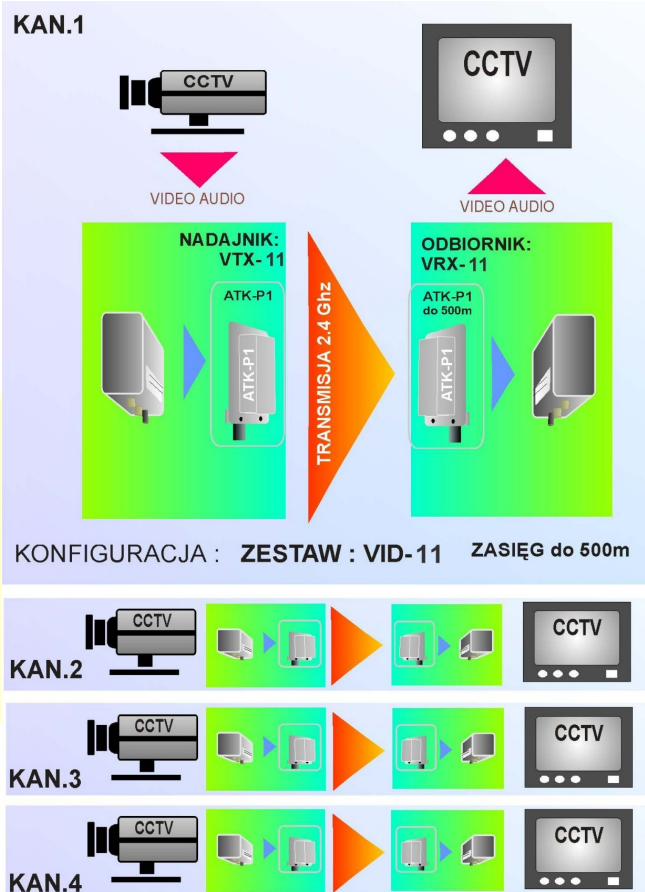 KAN.1
CCTV
CCTV
VIDEO AUDIO
VIDEO AUDIO
NADAJNIK:
VTX-11
ATK-P1
ATK-P1
TRANSMISJA 2.4 Ghz
ODBIORNIK:
VRX-11
ATK-P1
do 500m
ATK-P1
KONFIGURACJA : ZESTAW : VID-11 ZASIĘG do 500m
CCTV
CCTV
KAN.2
CCTV
CCTV
KAN.3
CCTV
CCTV
KAN.4